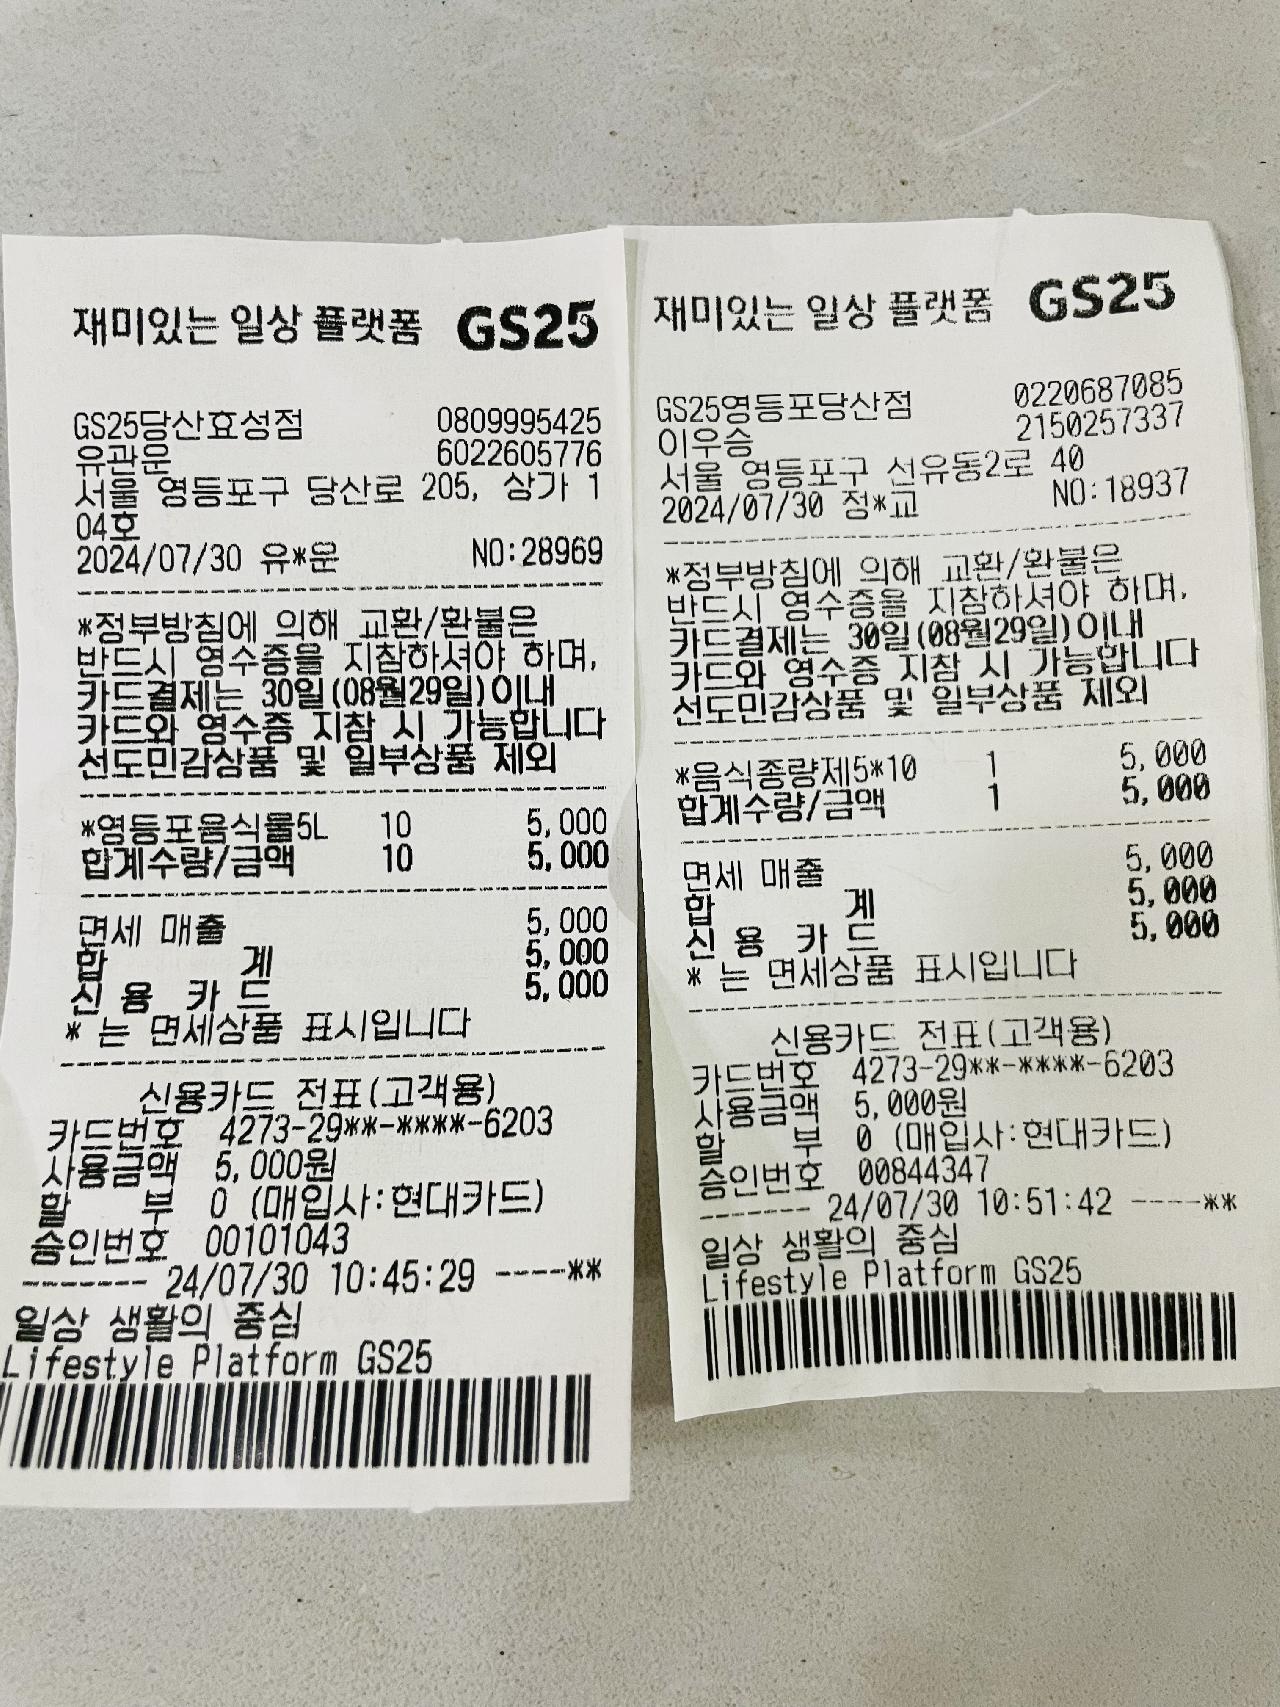 재미있는 일상 플랫폼 GS25
GS25당산효성점 0809995425
유관운 6022605776
서울 영등포구 당산로 205, 상가 1
04호
2024/07/30 유*운 NO:28969
*정부방침에 의해 교환/환불은
반드시 영수증을 지참하셔야 하며,
카드결제는 30일(08월29일)이내
카드와 영수증 지참 시 가능합니다
선도민감상품 및 일부상품 제외
*영등포음식물5L 10 5,000
합계수량/금액 10 5,000
면세 매출 5,000
합 계 5,000
신 용 카 드 5,000
* 는 면세상품 표시입니다
신용카드 전표(고객용)
카드번호 4273-29**-****-6203
사용금액 5,000원
할 부 0 (매입사:현대카드)
승인번호 00101043
------- 24/07/30 10:45:29 ----**
일상 생활의 중심
Lifestyle Platform GS25
재미있는 일상 플랫폼 GS25
GS25영등포당산점 0220687085
이우승 2150257337
서울 영등포구 선유동2로 40
2024/07/30 정*교 NO:18937
*정부방침에 의해 교환/환불은
반드시 영수증을 지참하셔야 하며,
카드결제는 30일(08월29일)이내
카드와 영수증 지참 시 가능합니다
선도민감상품 및 일부상품 제외
*음식종량제5*10 1 5,000
합계수량/금액 1 5,000
면세 매출 5,000
합 계 5,000
신 용 카 드 5,000
* 는 면세상품 표시입니다
신용카드 전표(고객용)
카드번호 4273-29**-****-6203
사용금액 5,000원
할 부 0 (매입사:현대카드)
승인번호 00844347
------- 24/07/30 10:51:42 ----**
일상 생활의 중심
Lifestyle Platform GS25